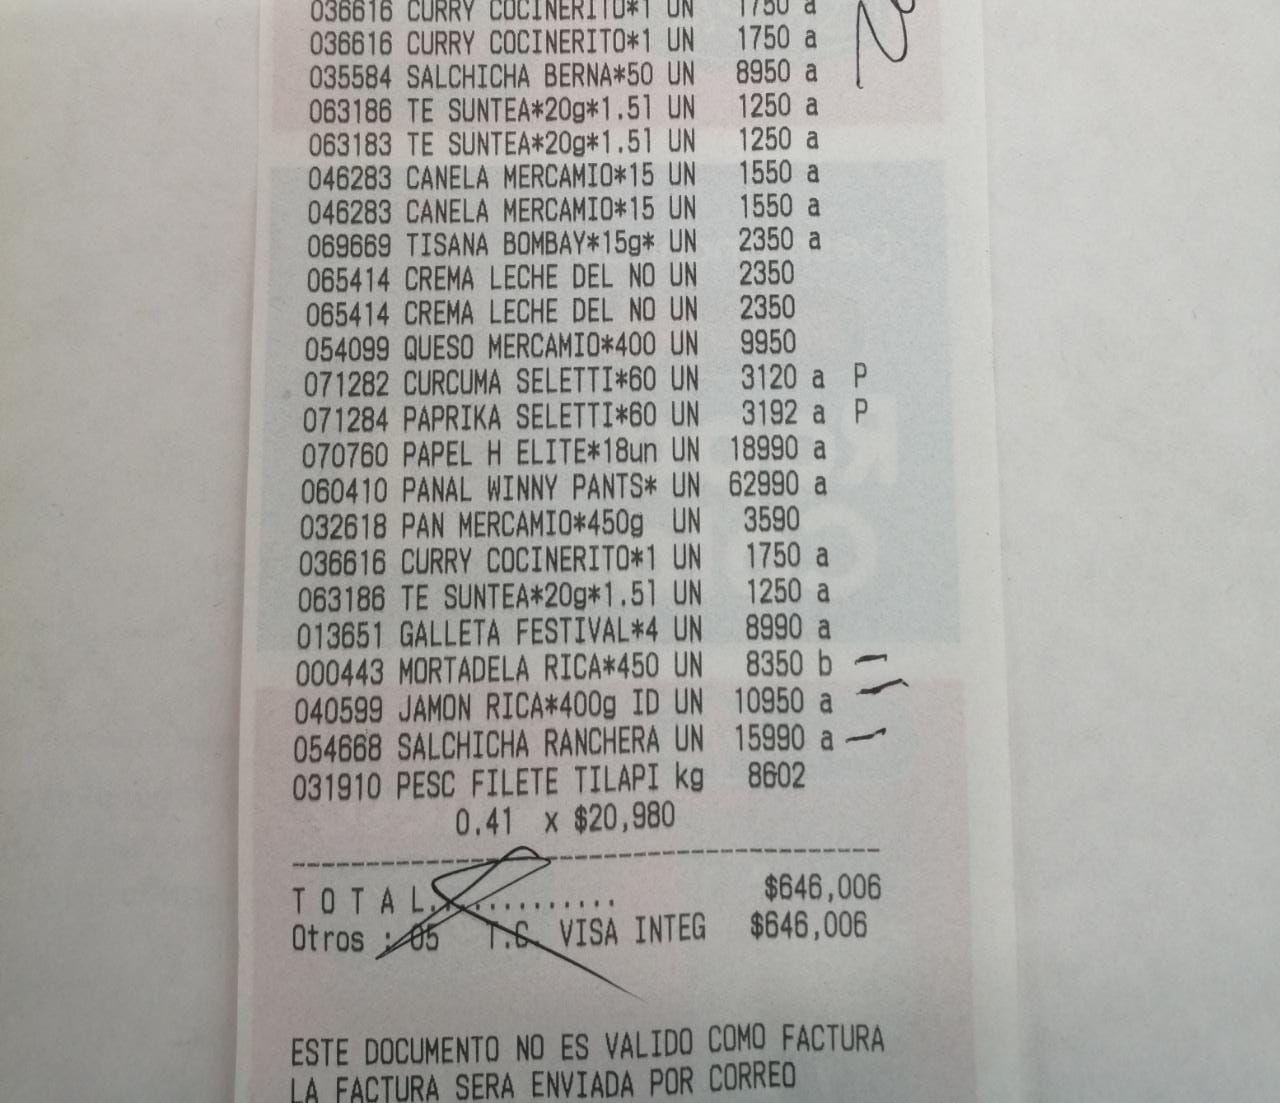 036616 CURRY COCINERITO*1 UN 1750 a
036616 CURRY COCINERITO*1 UN 1750 a
035584 SALCHICHA BERNA*50 UN 8950 a
063186 TE SUNTEA*20g*1.5l UN 1250 a
063183 TE SUNTEA*20g*1.5l UN 1250 a
046283 CANELA MERCAMIO*15 UN 1550 a
046283 CANELA MERCAMIO*15 UN 1550 a
069669 TISANA BOMBAY*15g* UN 2350 a
065414 CREMA LECHE DEL NO UN 2350
065414 CREMA LECHE DEL NO UN 2350
054099 QUESO MERCAMIO*400 UN 9950
071282 CURCUMA SELETTI*60 UN 3120 a P
071284 PAPRIKA SELETTI*60 UN 3192 a P
070760 PAPEL H ELITE*18un UN 18990 a
060410 PANAL WINNY PANTS* UN 62990 a
032618 PAN MERCAMIO*450g UN 3590
036616 CURRY COCINERITO*1 UN 1750 a
063186 TE SUNTEA*20g*1.5l UN 1250 a
013651 GALLETA FESTIVAL*4 UN 8990 a
000443 MORTADELA RICA*450 UN 8350 b
040599 JAMON RICA*400g ID UN 10950 a
054668 SALCHICHA RANCHERA UN 15990 a
031910 PESC FILETE TILAPI kg 8602
0.41 x $20,980
T O T A L............. $646,006
Otros : 05 T.C. VISA INTEG $646,006
ESTE DOCUMENTO NO ES VALIDO COMO FACTURA
LA FACTURA SERA ENVIADA POR CORREO